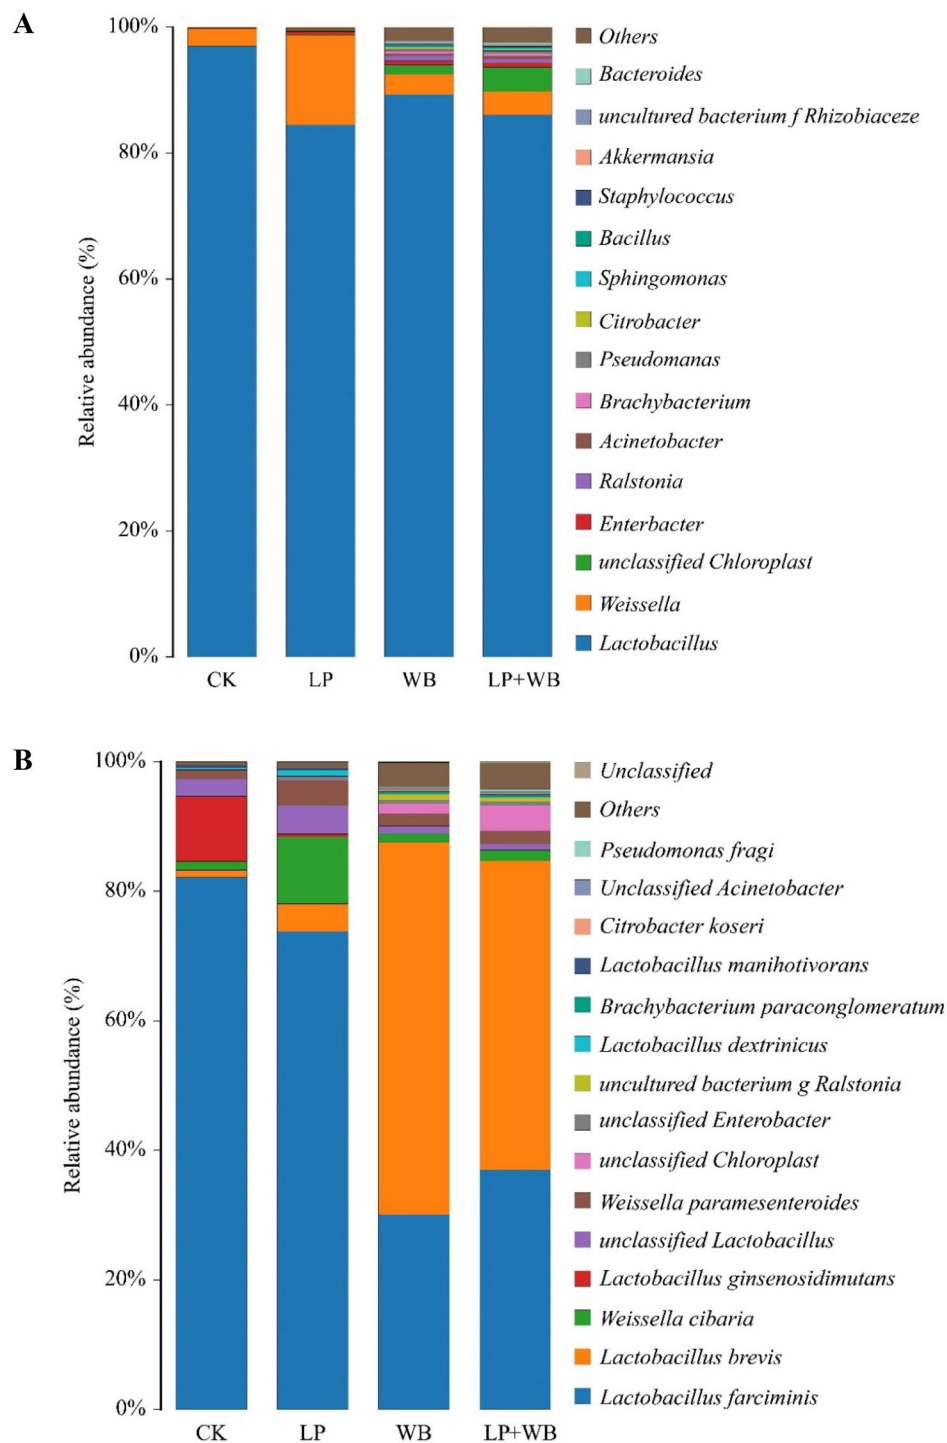 A
100%
80%
60%
40%
20%
0%
Relative abundance (%)
CK LP WB LP+WB
Others
Bacteroides
uncultured bacterium f Rhizobiaceze
Akkermansia
Staphylococcus
Bacillus
Sphingomonas
Citrobacter
Pseudomanas
Brachybacterium
Acinetobacter
Ralstonia
Enterbacter
unclassified Chloroplast
Weissella
Lactobacillus
B
100%
80%
60%
40%
20%
0%
Relative abundance (%)
CK LP WB LP+WB
Unclassified
Others
Pseudomonas fragi
Unclassified Acinetobacter
Citrobacter koseri
Lactobacillus manihotivorans
Brachybacterium paraconglomeratum
Lactobacillus dextrinicus
uncultured bacterium g Ralstonia
unclassified Enterobacter
unclassified Chloroplast
Weissella paramesenteroides
unclassified Lactobacillus
Lactobacillus ginsenosidimutans
Weissella cibaria
Lactobacillus brevis
Lactobacillus farciminis